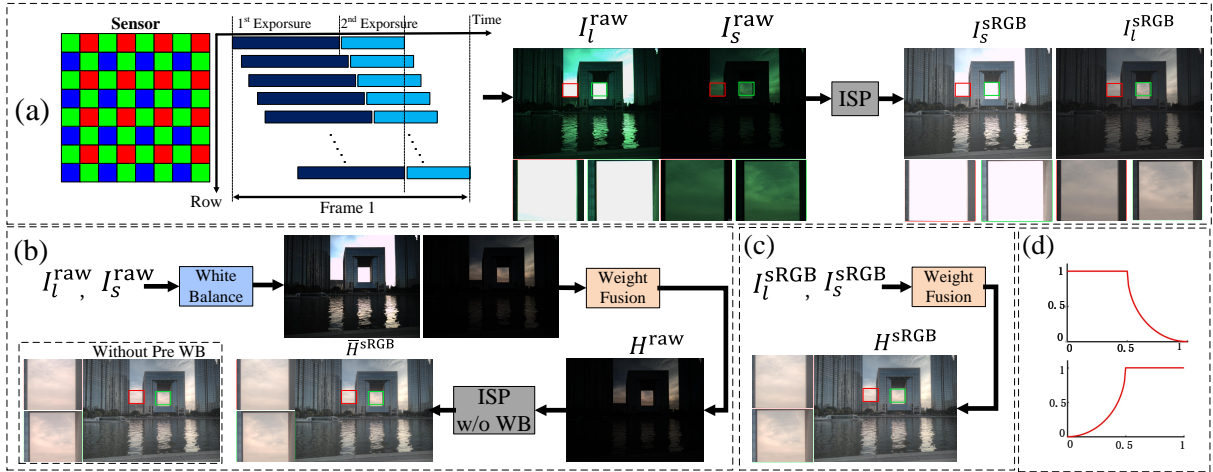 (a)
Sensor
1st Exporsure
2nd Exporsure
Time
Row
Frame 1
I_l^raw
I_s^raw
ISP
I_s^sRGB
I_l^sRGB
(b)
I_l^raw, I_s^raw
White
Balance
Weight
Fusion
H^raw
ISP
w/o WB
H̅^sRGB
Without Pre WB
(c)
I_l^sRGB, I_s^sRGB
Weight
Fusion
H^sRGB
(d)
1
0.5
0
0
0.5
1
1
0.5
0
0
0.5
1